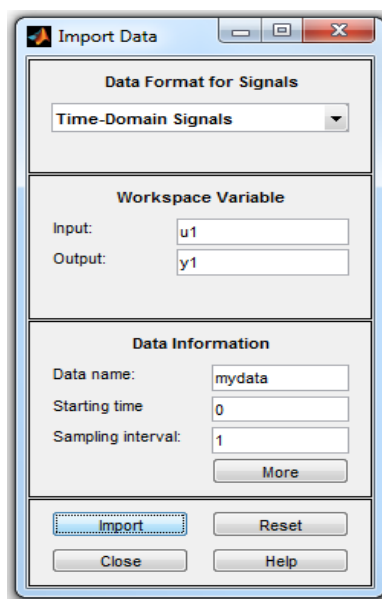 Import Data
Data Format for Signals
Time-Domain Signals
Workspace Variable
Input: u1
Output: y1
Data Information
Data name: mydata
Starting time 0
Sampling interval: 1
More
Import Reset
Close Help